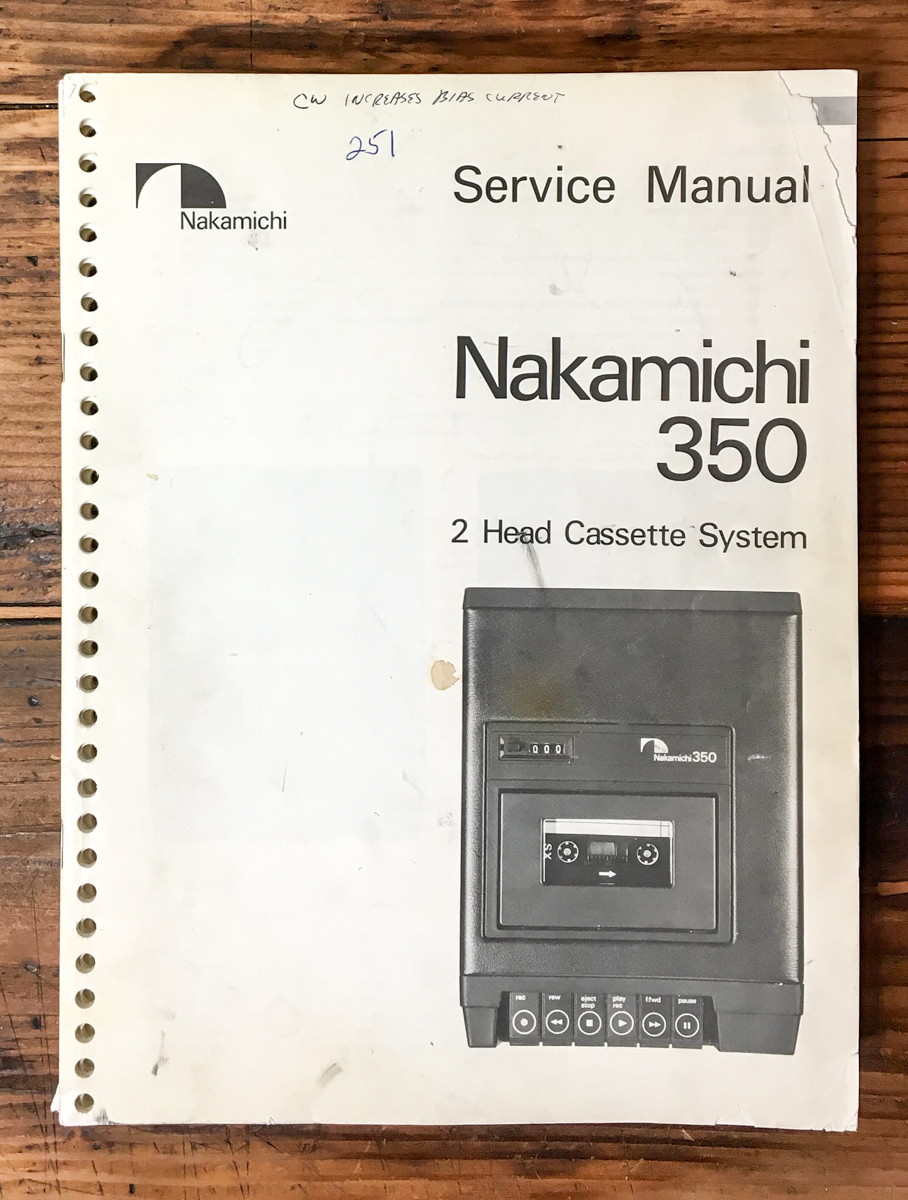 CW INCREASES BIAS CURRENT
251
Nakamichi
Service Manual
Nakamichi
350
2 Head Cassette System
000
Nakamichi 350
SX
rec
rew
eject
stop
play
rec
f.fwd
pause